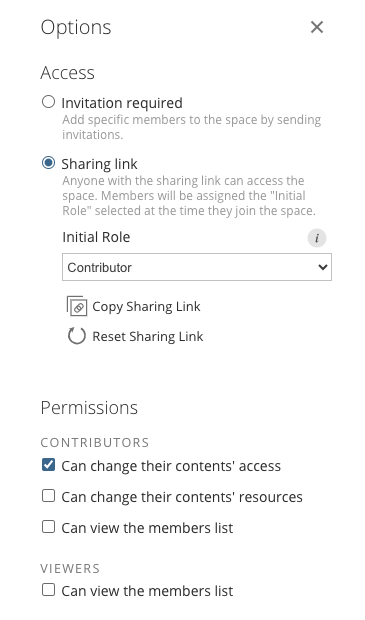 Options
Access
Invitation required
Add specific members to the space by sending
invitations.
Sharing link
Anyone with the sharing link can access the
space. Members will be assigned the "Initial
Role" selected at the time they join the space.
Initial Role
i
Contributor
Copy Sharing Link
Reset Sharing Link
Permissions
CONTRIBUTORS
Can change their contents' access
Can change their contents' resources
Can view the members list
VIEWERS
Can view the members list